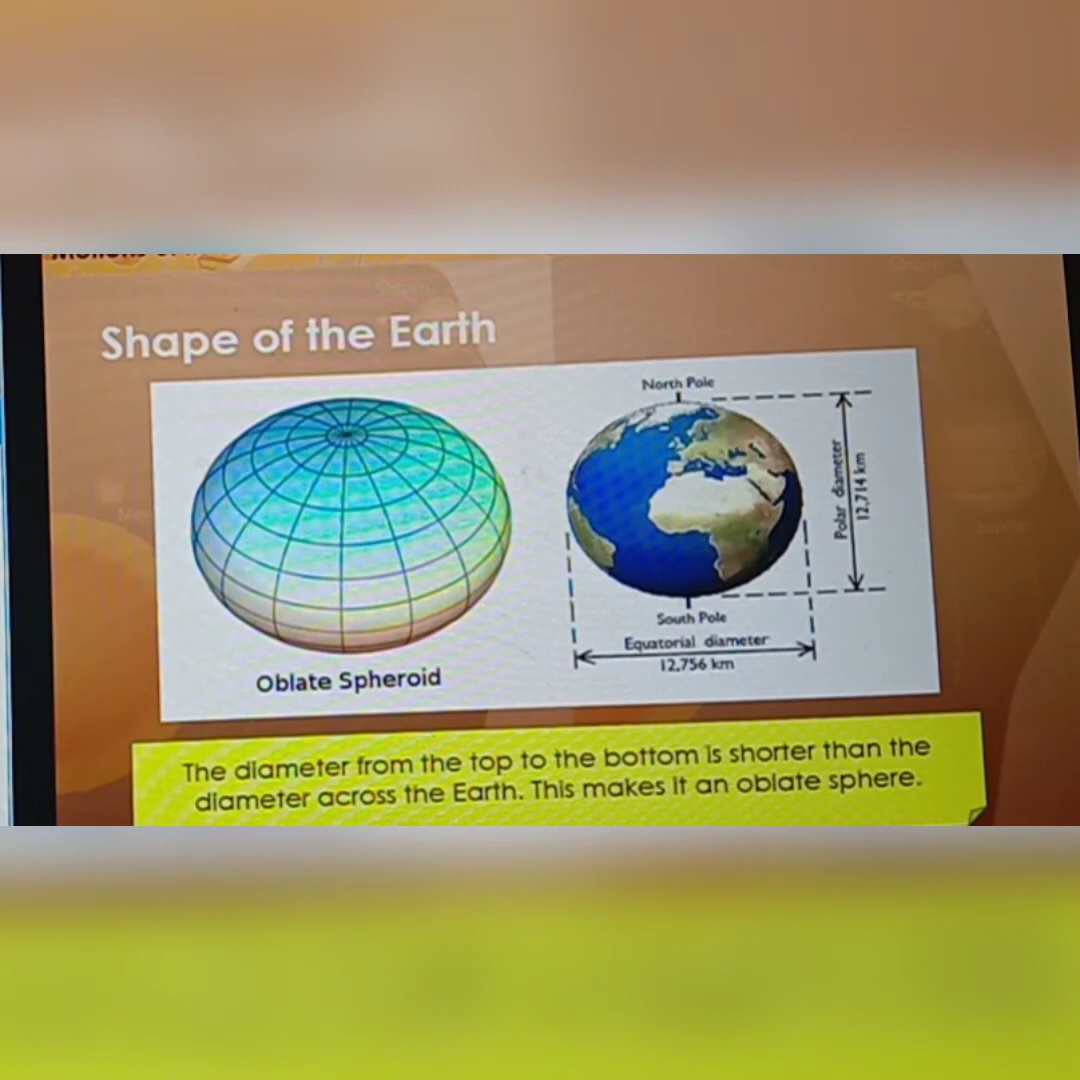 Shape of the Earth
North Pole
Polar diameter
12,714 km
South Pole
Equatorial diameter
12,756 km
Oblate Spheroid
The diameter from the top to the bottom is shorter than the
diameter across the Earth. This makes it an oblate sphere.